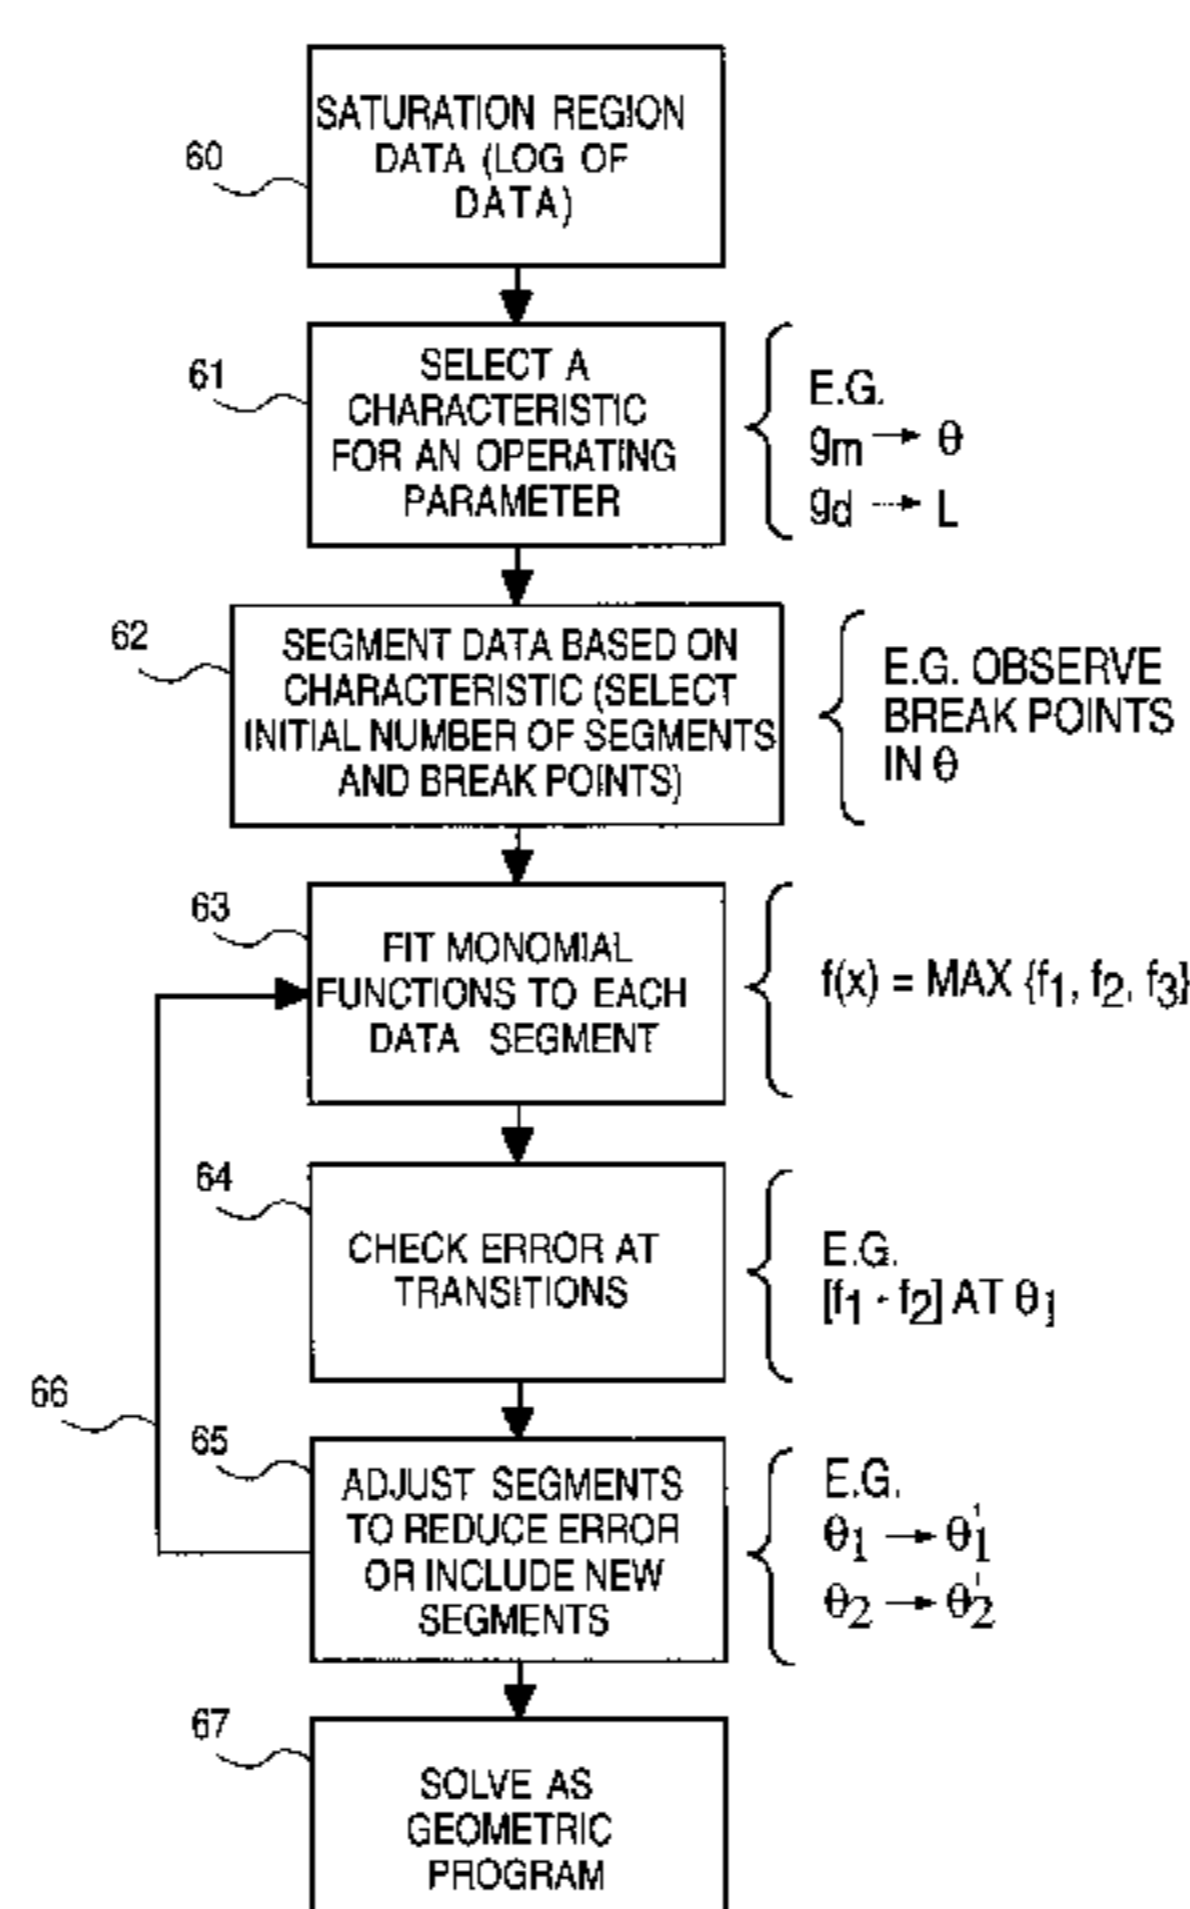 60
SATURATION REGION
DATA (LOG OF
DATA)
61
SELECT A
CHARACTERISTIC
FOR AN OPERATING
PARAMETER
E.G.
gm → θ
gd → L
62
SEGMENT DATA BASED ON
CHARACTERISTIC (SELECT
INITIAL NUMBER OF SEGMENTS
AND BREAK POINTS)
E.G. OBSERVE
BREAK POINTS
IN θ
63
FIT MONOMIAL
FUNCTIONS TO EACH
DATA SEGMENT
f(x) = MAX {f1, f2, f3}
64
CHECK ERROR AT
TRANSITIONS
E.G.
[f1 - f2] AT θ1
66
65
ADJUST SEGMENTS
TO REDUCE ERROR
OR INCLUDE NEW
SEGMENTS
E.G.
θ1 → θ1'
θ2 → θ2'
67
SOLVE AS
GEOMETRIC
PROGRAM